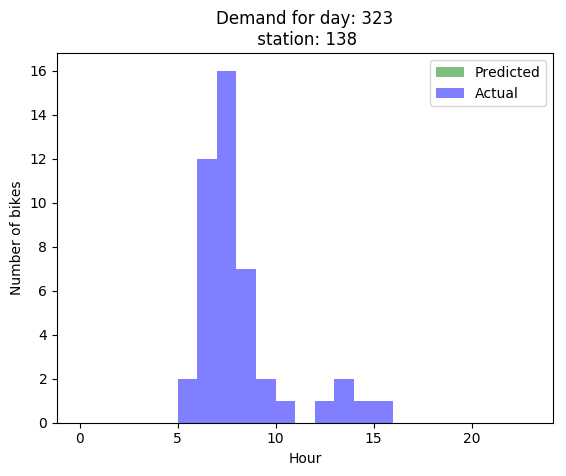 Demand for day: 323
station: 138
Number of bikes
16
14
12
10
8
6
4
2
0
Predicted
Actual
0 5 10 15 20
Hour